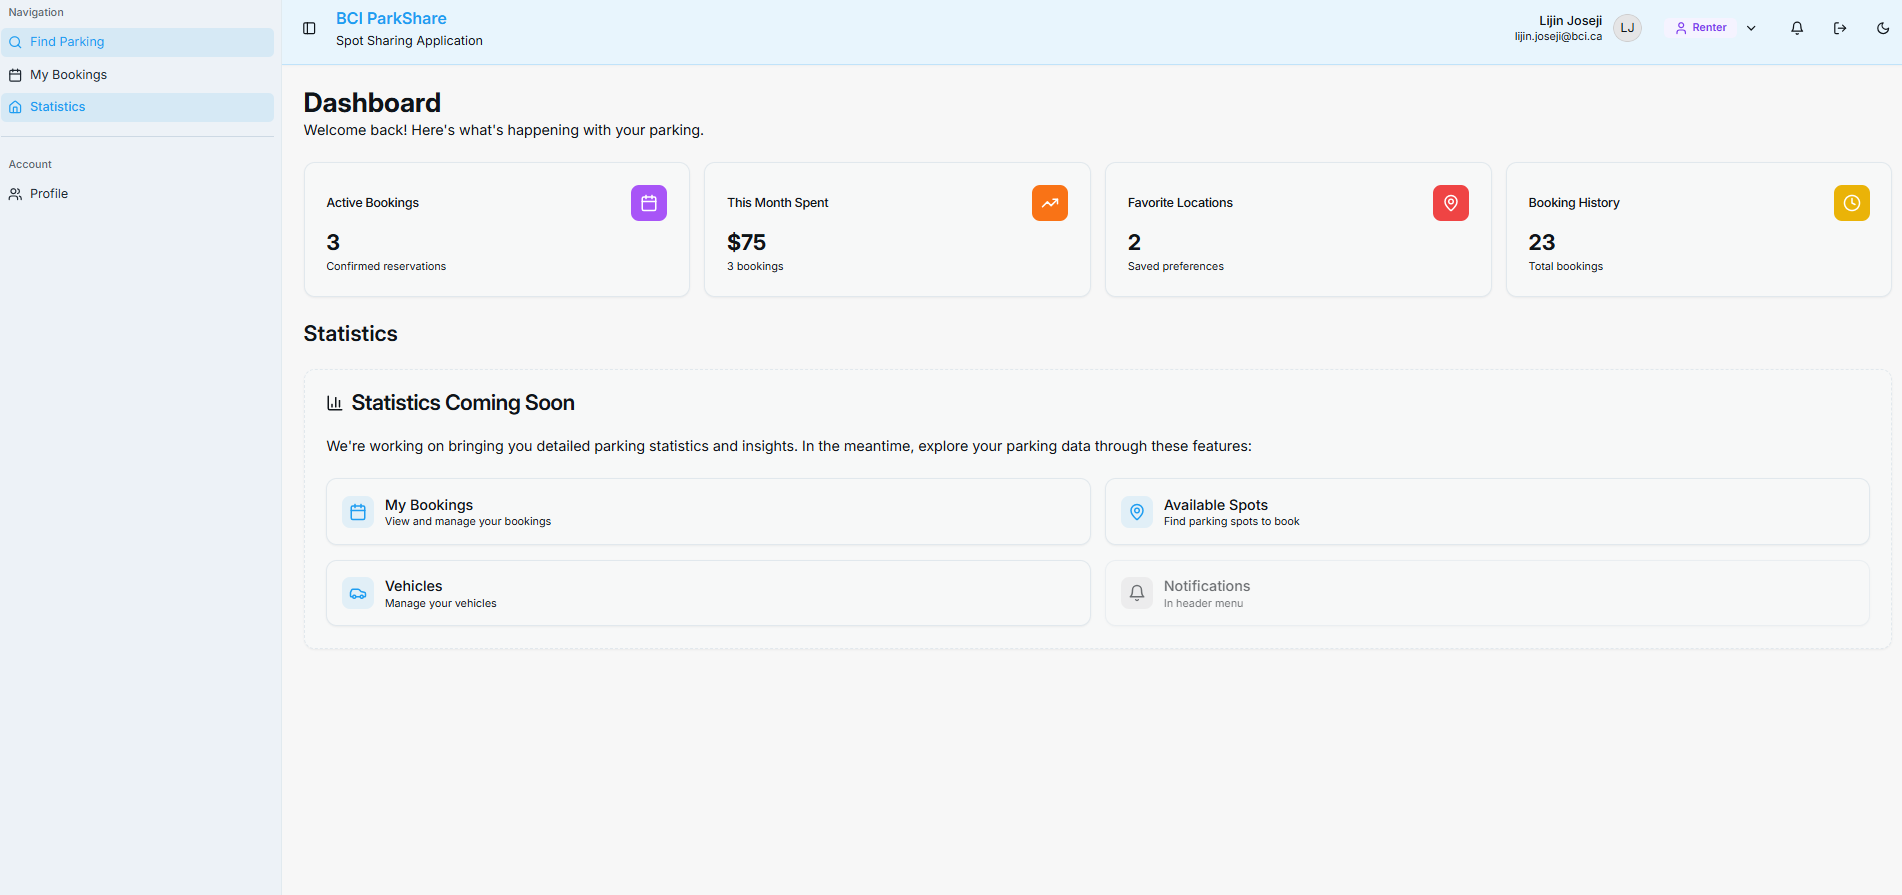 Navigation
Find Parking
My Bookings
Statistics
Account
Profile
BCI ParkShare
Spot Sharing Application
Lijin Joseji
lijin.joseji@bci.ca
LJ
Renter
Dashboard
Welcome back! Here's what's happening with your parking.
Active Bookings
3
Confirmed reservations
This Month Spent
$75
3 bookings
Favorite Locations
2
Saved preferences
Booking History
23
Total bookings
Statistics
Statistics Coming Soon
We're working on bringing you detailed parking statistics and insights. In the meantime, explore your parking data through these features:
My Bookings
View and manage your bookings
Available Spots
Find parking spots to book
Vehicles
Manage your vehicles
Notifications
In header menu